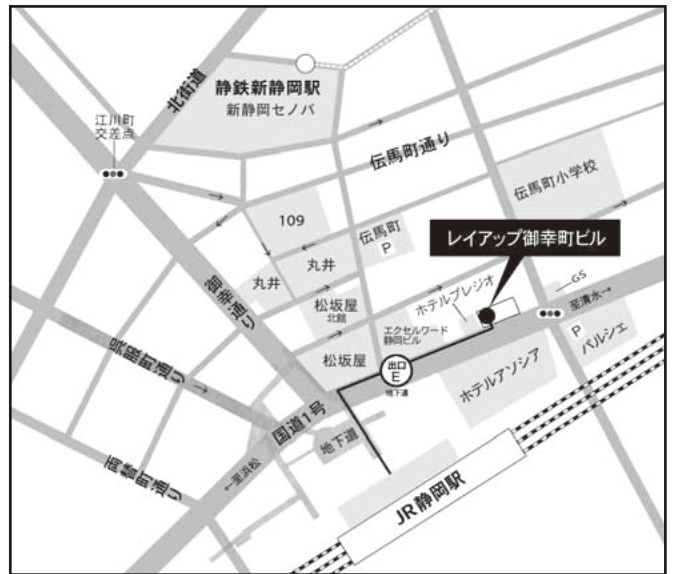 北街道
静鉄新静岡駅
新静岡セノバ
江川町
交差点
伝馬町通り
伝馬町小学校
109
伝馬町
P
レイアップ御幸町ビル
丸井
丸井
御幸通り
松坂屋
北館
ホテルプレジオ
GS
至清水→
エクセルワード
静岡ビル
P
パルシェ
呉服町通り
松坂屋
出口
E
地下道
ホテルアソシア
国道1号
地下道
両替町通り
←至浜松
JR静岡駅